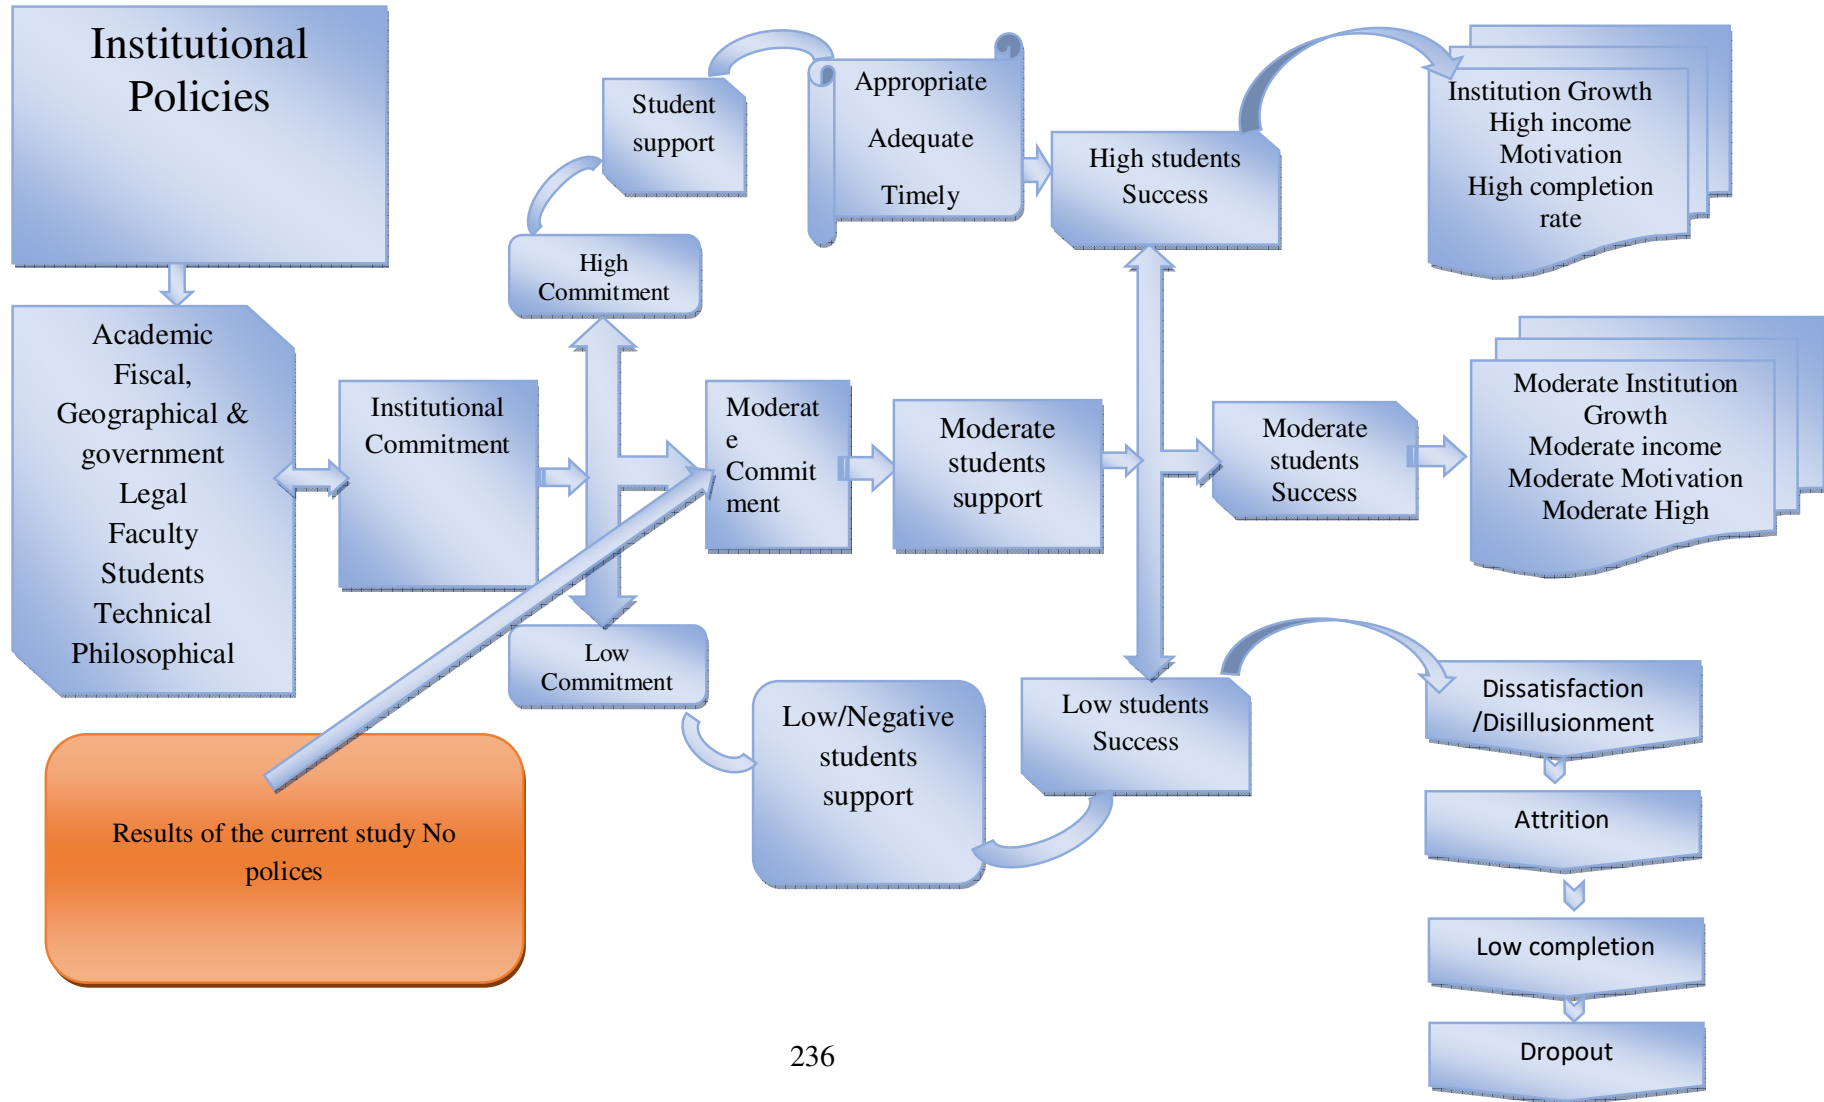 Institutional
Policies
Academic
Fiscal,
Geographical &
government
Legal
Faculty
Students
Technical
Philosophical
Institutional
Commitment
High
Commitment
Student
support
Appropriate
Adequate
Timely
High students
Success
Institution Growth
High income
Motivation
High completion
rate
Moderat
e
Commit
ment
Moderate
students
support
Moderate
students
Success
Moderate Institution
Growth
Moderate income
Moderate Motivation
Moderate High
Low
Commitment
Low/Negative
students
support
Low students
Success
Dissatisfaction
/Disillusionment
Attrition
Low completion
Dropout
Results of the current study No
polices
236